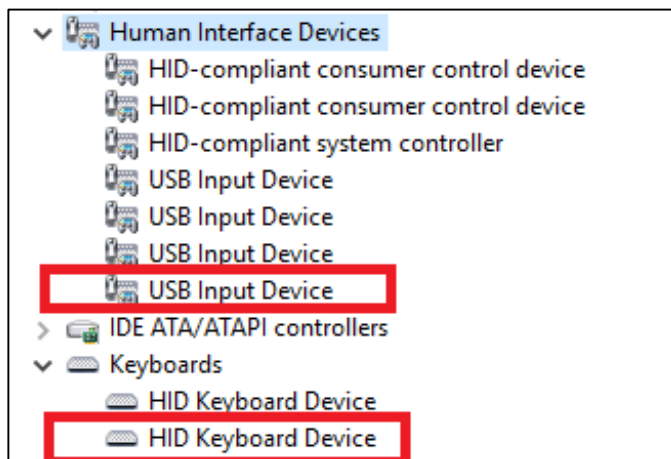 Human Interface Devices
HID-compliant consumer control device
HID-compliant consumer control device
HID-compliant system controller
USB Input Device
USB Input Device
USB Input Device
USB Input Device
IDE ATA/ATAPI controllers
Keyboards
HID Keyboard Device
HID Keyboard Device